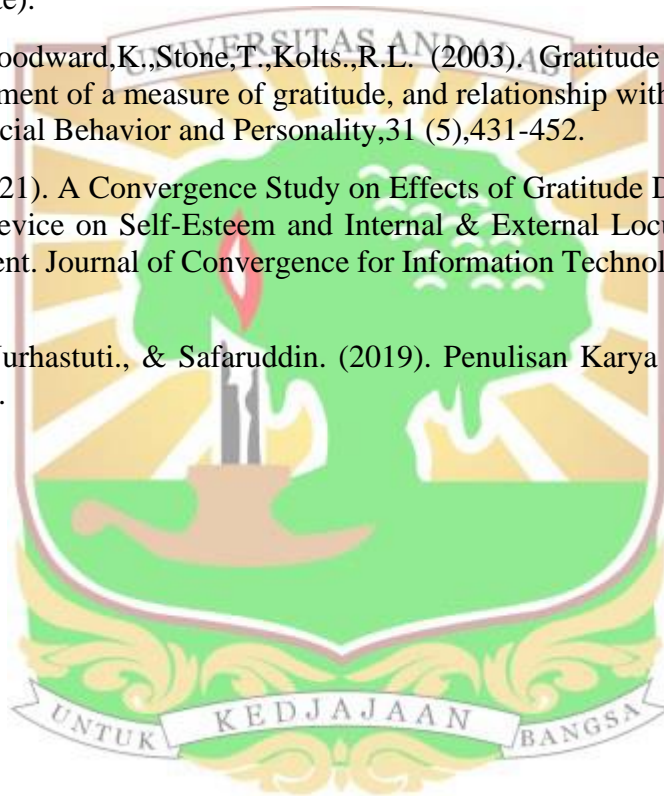 e).
UNIVERSITAS ANDALAS
oodward,K.,Stone,T.,Kolts.,R.L. (2003). Gratitude
ment of a measure of gratitude, and relationship with
cial Behavior and Personality,31 (5),431-452.
21). A Convergence Study on Effects of Gratitude D
evice on Self-Esteem and Internal & External Locu
ent. Journal of Convergence for Information Technol
urhastuti., & Safaruddin. (2019). Penulisan Karya
.
UNTUK KEDJAJAAN BANGSA